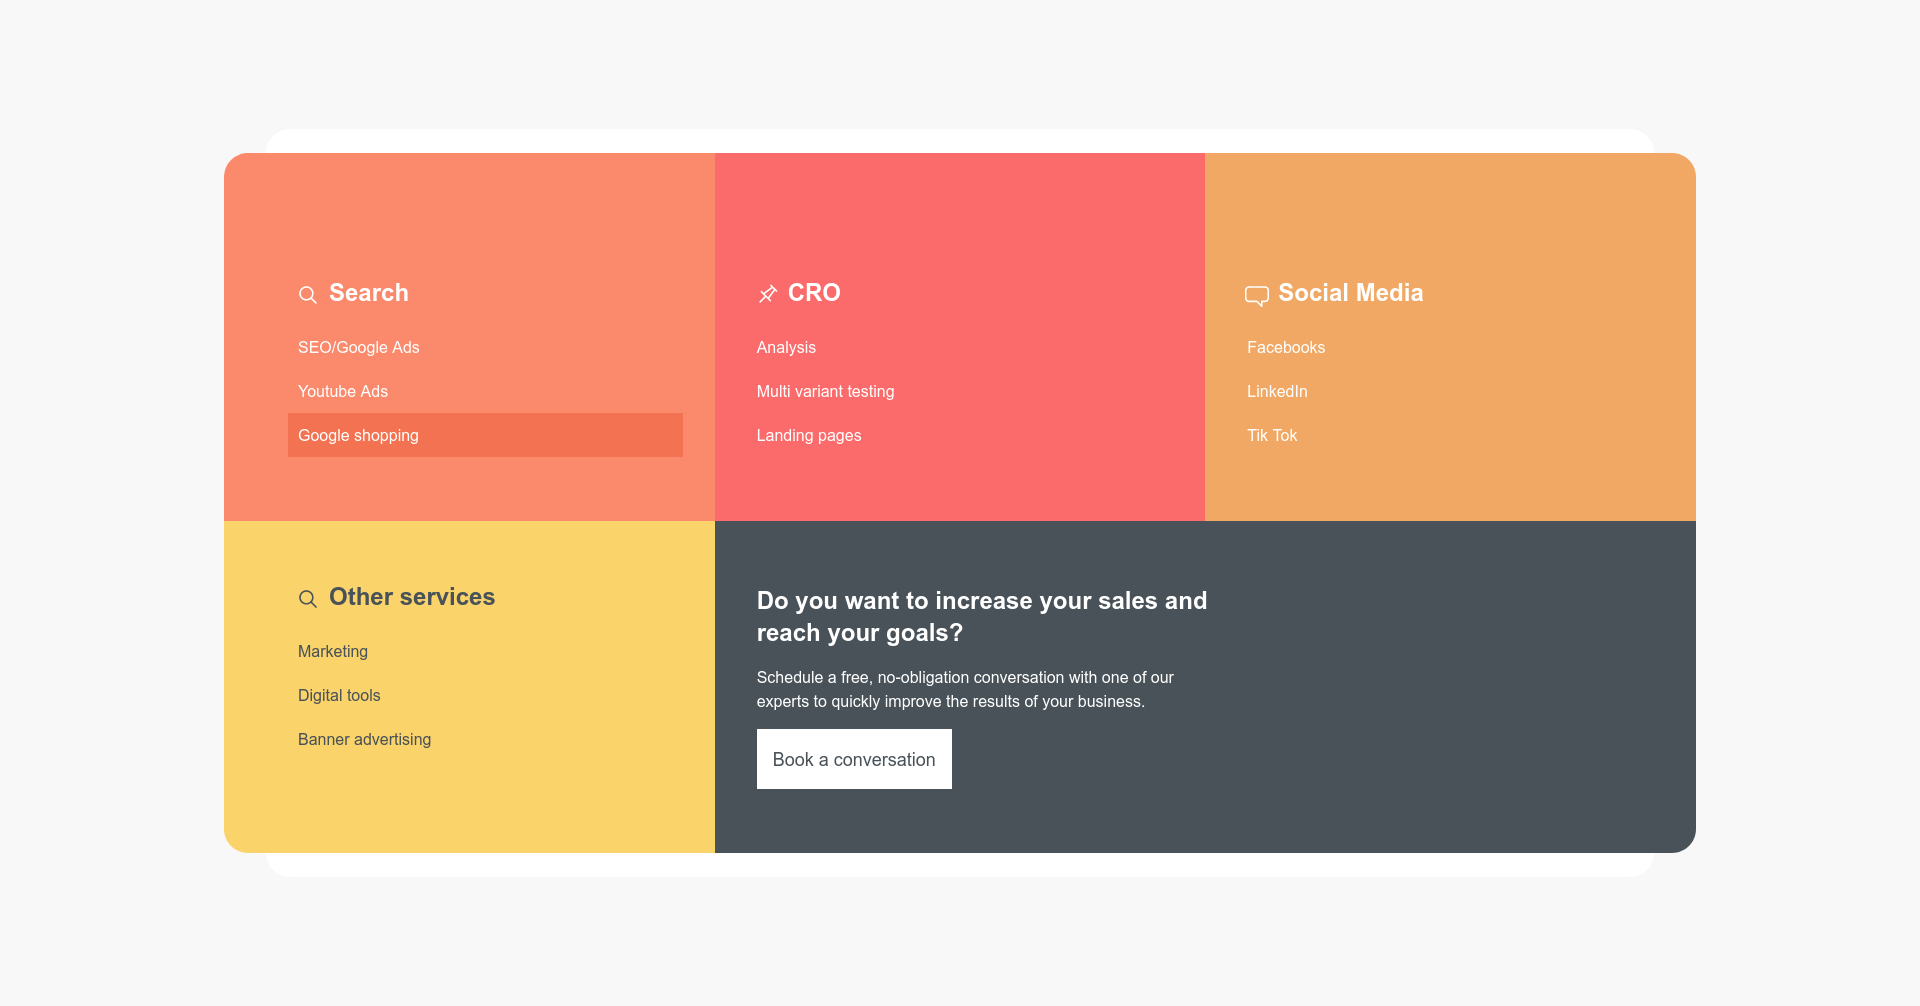 Search
SEO/Google Ads
Youtube Ads
Google shopping
CRO
Analysis
Multi variant testing
Landing pages
Social Media
Facebooks
LinkedIn
Tik Tok
Other services
Marketing
Digital tools
Banner advertising
Do you want to increase your sales and
reach your goals?
Schedule a free, no-obligation conversation with one of our
experts to quickly improve the results of your business.
Book a conversation